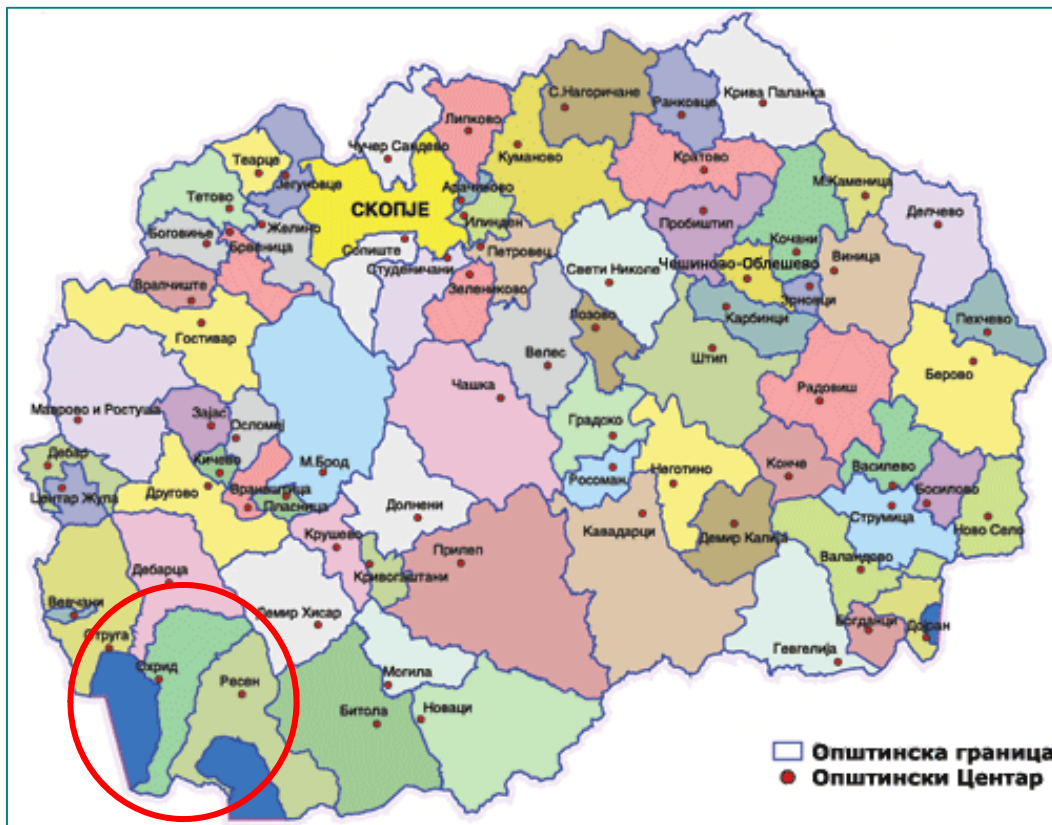 С.Нагоричане
Ранковце
Крива Паланка
Липково
Чучер Сандево
Куманово
Кратово
Теарце
Јегуновце
Арачиново
М.Каменица
Тетово
СКОПЈЕ
Илинден
Пробиштип
Делчево
Боговиње
Желино
Брвеница
Сопиште
Петровец
Кочани
Студеничани
Свети Николе
Чешиново-Облешево
Виница
Врапчиште
Зелениково
Зрновци
Лозово
Карбинци
Пехчево
Гостивар
Велес
Штип
Берово
Чашка
Радовиш
Маврово и Ростуша
Зајас
Осломеј
Градоко
Дебар
Кичево
М.Брод
Росоман
Неготино
Конче
Василево
Центар Жупа
Другово
Вранештица
Пласница
Босилово
Долнени
Кавадарци
Демир Капија
Струмица
Ново Село
Крушево
Прилеп
Валандово
Дебарца
Кривогаштани
Вевчани
Демир Хисар
Богданци
Дојран
Струга
Гевгелија
Охрид
Ресен
Могила
Битола
Новаци
Општинска граница
Општински Центар